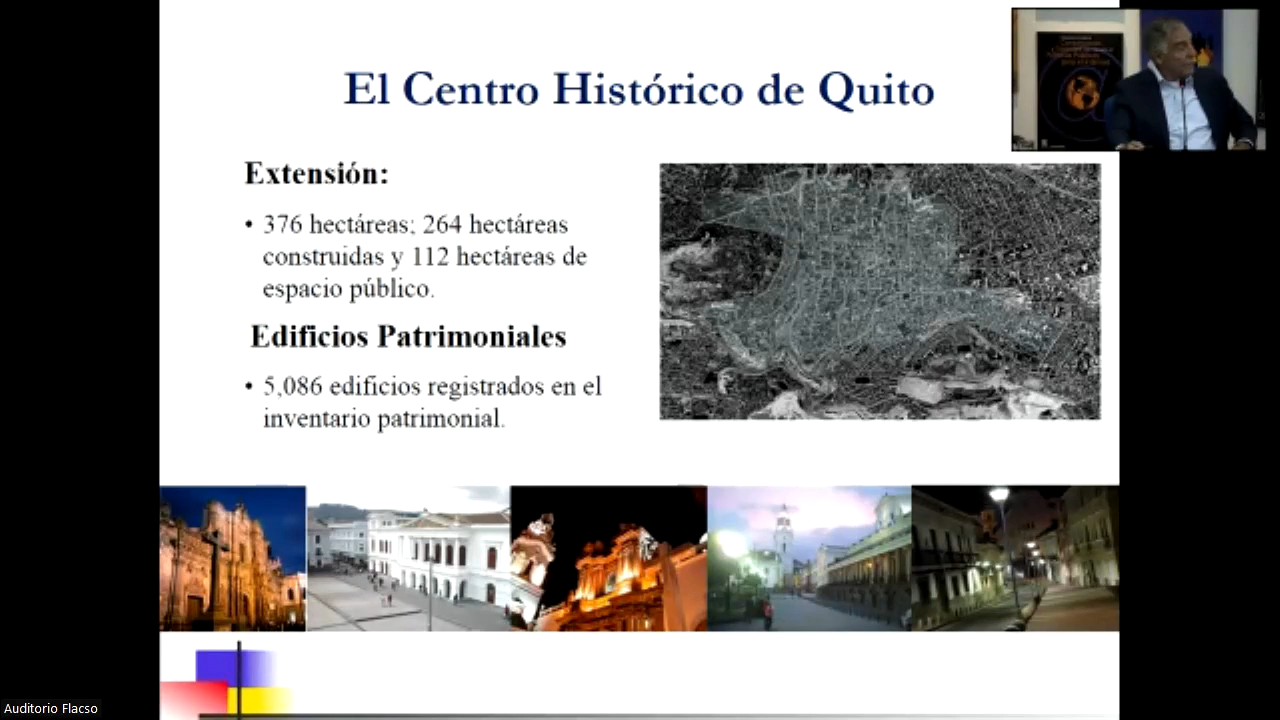 El Centro Histórico de Quito
Extensión:
• 376 hectáreas; 264 hectáreas
construidas y 112 hectáreas de
espacio público.
Edificios Patrimoniales
• 5,086 edificios registrados en el
inventario patrimonial.
Auditorio Flacso